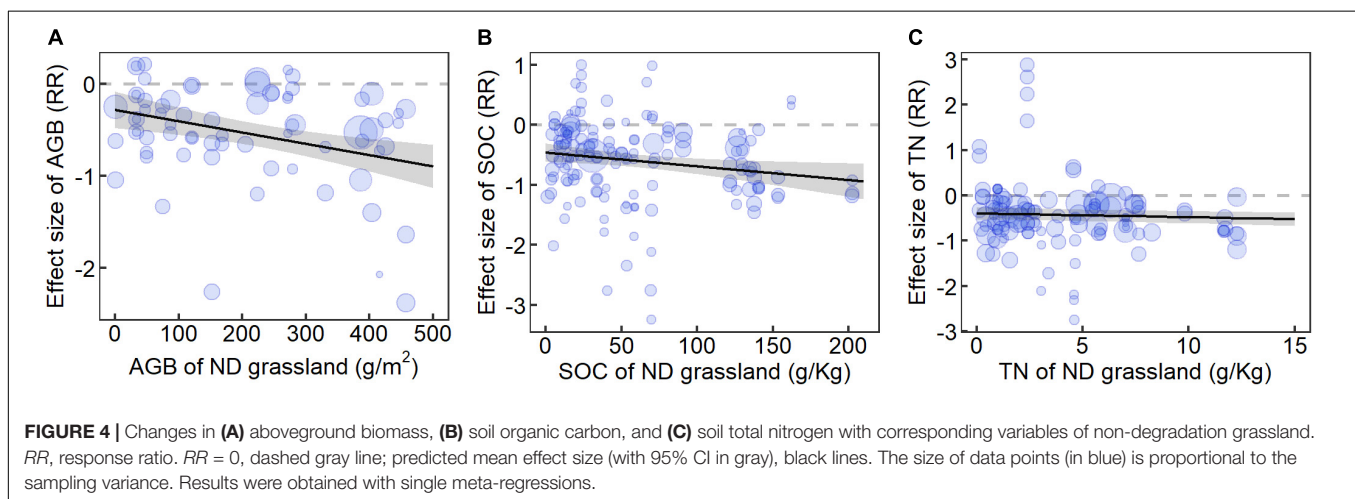 A
Effect size of AGB (RR)
0
-1
-2
0 100 200 300 400 500
AGB of ND grassland (g/m²)
B
Effect size of SOC (RR)
1
0
-1
-2
-3
0 50 100 150 200
SOC of ND grassland (g/Kg)
C
Effect size of TN (RR)
3
2
1
0
-1
-2
-3
0 5 10 15
TN of ND grassland (g/Kg)
FIGURE 4 | Changes in (A) aboveground biomass, (B) soil organic carbon, and (C) soil total nitrogen with corresponding variables of non-degradation grassland.
RR, response ratio. RR = 0, dashed gray line; predicted mean effect size (with 95% CI in gray), black lines. The size of data points (in blue) is proportional to the
sampling variance. Results were obtained with single meta-regressions.